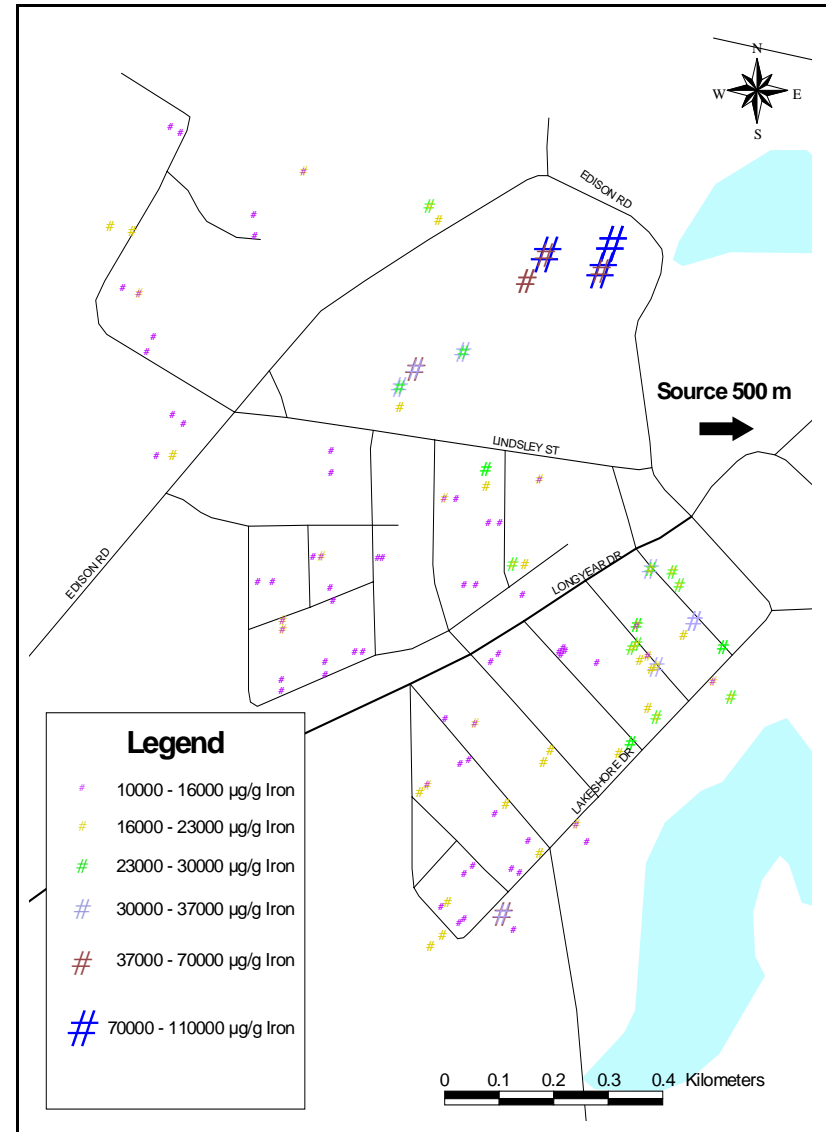 N
W E
S
EDISON RD
Source 500 m
LINDSLEY ST
EDISON RD
LONGYEAR DR
LAKESHORE DR
Legend
# 10000 - 16000 µg/g Iron
# 16000 - 23000 µg/g Iron
# 23000 - 30000 µg/g Iron
# 30000 - 37000 µg/g Iron
# 37000 - 70000 µg/g Iron
# 70000 - 110000 µg/g Iron
0 0.1 0.2 0.3 0.4 Kilometers